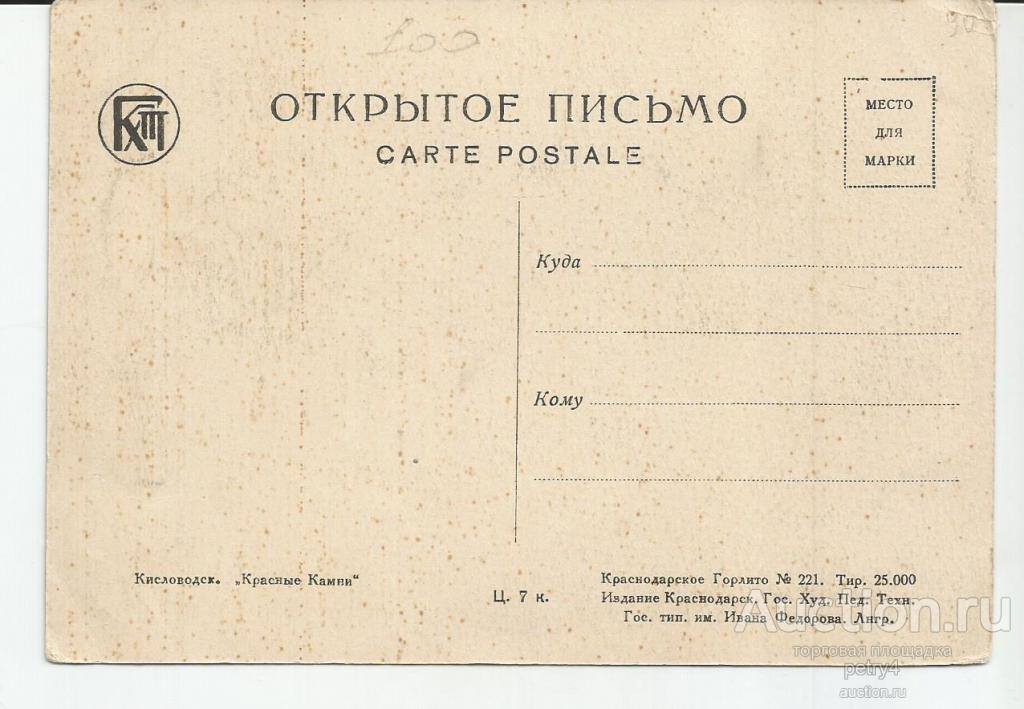 100
ОТКРЫТОЕ ПИСЬМО
CARTE POSTALE
МЕСТО
ДЛЯ
МАРКИ
Куда
Кому
Кисловодск. „Красные Камни“
Ц. 7 к.
Краснодарское Горлито № 221. Тир. 25.000
Издание Краснодарск. Гос. Худ. Пед. Техн.
Гос. тип. им. Ивана Федорова. Лнгр.
Auction.ru
торговая площадка
petry4
auction.ru